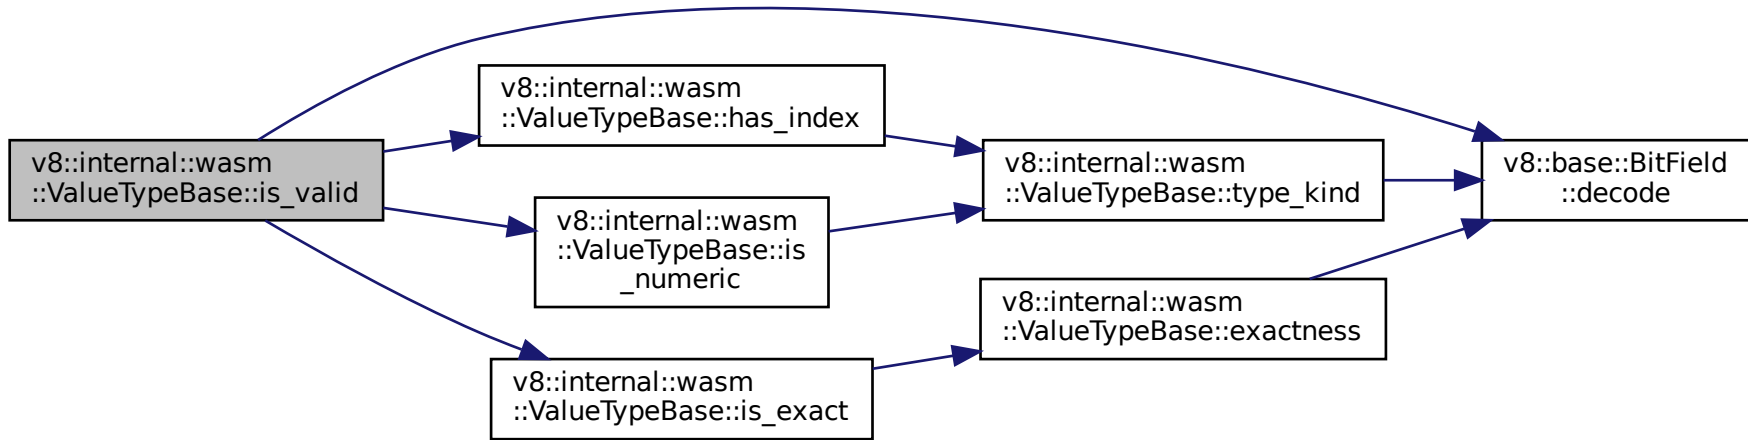 v8::internal::wasm
::ValueTypeBase::is_valid
v8::internal::wasm
::ValueTypeBase::has_index
v8::internal::wasm
::ValueTypeBase::is
_numeric
v8::internal::wasm
::ValueTypeBase::is_exact
v8::internal::wasm
::ValueTypeBase::type_kind
v8::internal::wasm
::ValueTypeBase::exactness
v8::base::BitField
::decode